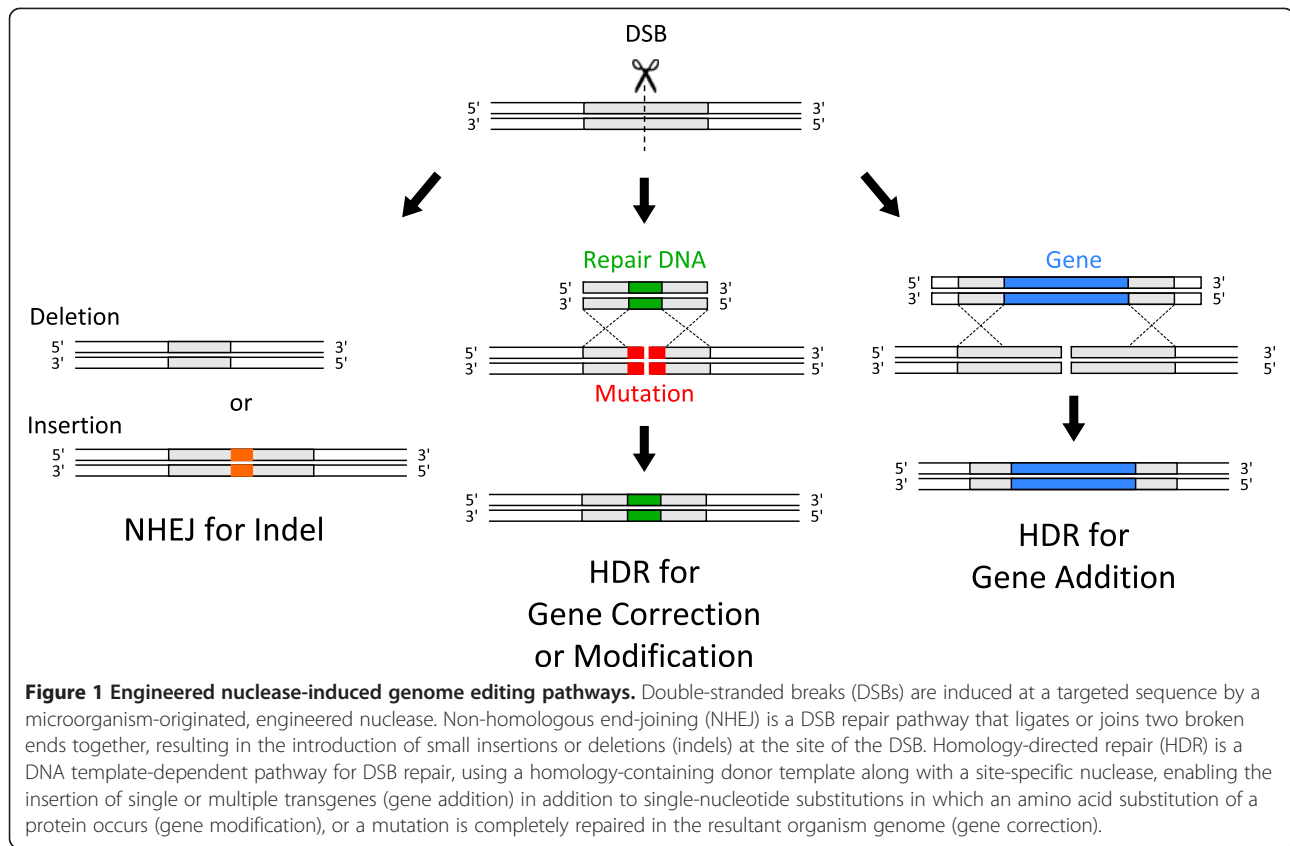 DSB
5' 3'
3' 5'
Repair DNA
5' 3'
3' 5'
Gene
5' 3'
3' 5'
Deletion
5' 3'
3' 5'
or
Insertion
5' 3'
3' 5'
NHEJ for Indel
5' 3'
3' 5'
Mutation
5' 3'
3' 5'
HDR for
Gene Correction
or Modification
5' 3'
3' 5'
5' 3'
3' 5'
HDR for
Gene Addition
Figure 1 Engineered nuclease-induced genome editing pathways. Double-stranded breaks (DSBs) are induced at a targeted sequence by a
microorganism-originated, engineered nuclease. Non-homologous end-joining (NHEJ) is a DSB repair pathway that ligates or joins two broken
ends together, resulting in the introduction of small insertions or deletions (indels) at the site of the DSB. Homology-directed repair (HDR) is a
DNA template-dependent pathway for DSB repair, using a homology-containing donor template along with a site-specific nuclease, enabling the
insertion of single or multiple transgenes (gene addition) in addition to single-nucleotide substitutions in which an amino acid substitution of a
protein occurs (gene modification), or a mutation is completely repaired in the resultant organism genome (gene correction).